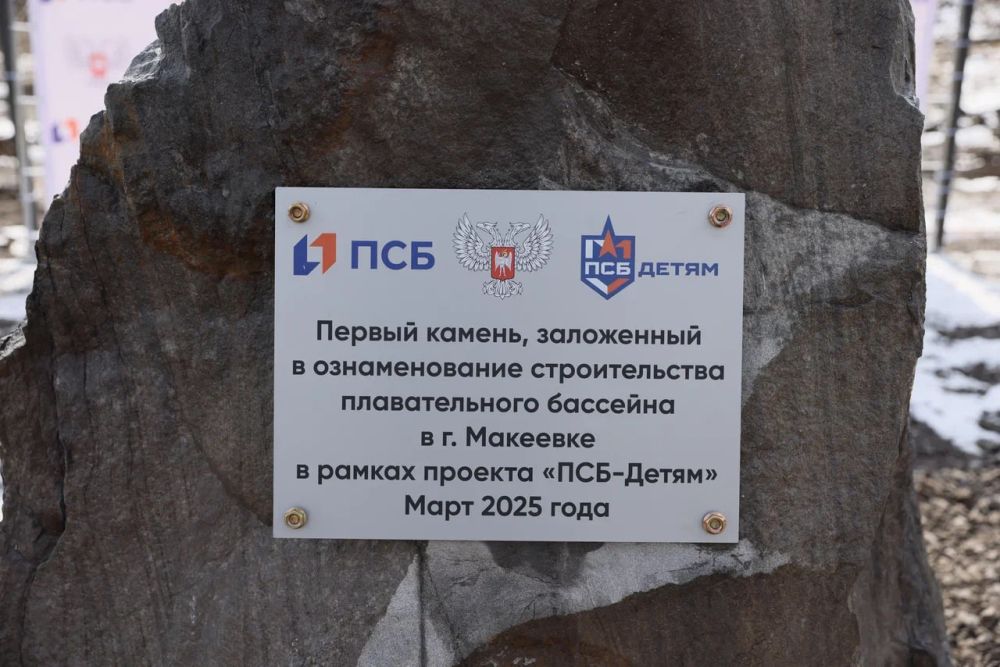 ПСБ
ПСБ ДЕТЯМ
Первый камень, заложенный
в ознаменование строительства
плавательного бассейна
в г. Макеевке
в рамках проекта «ПСБ-Детям»
Март 2025 года